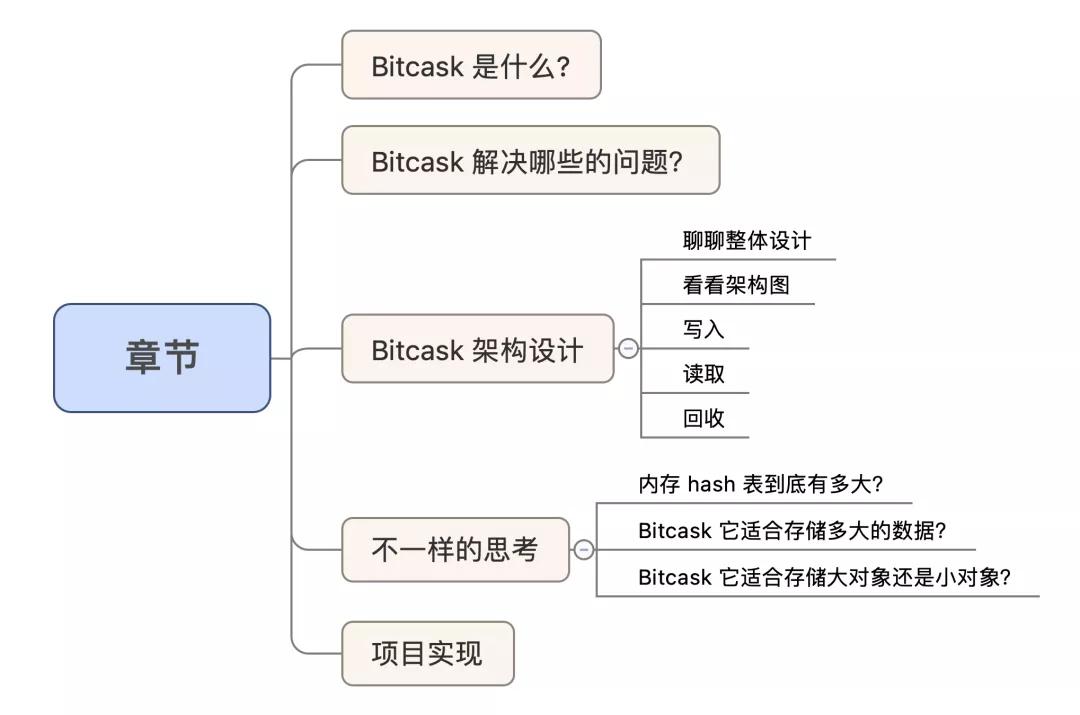 章节
Bitcask 是什么？
Bitcask 解决哪些的问题？
Bitcask 架构设计
聊聊整体设计
看看架构图
写入
读取
回收
不一样的思考
内存 hash 表到底有多大？
Bitcask 它适合存储多大的数据？
Bitcask 它适合存储大对象还是小对象？
项目实现